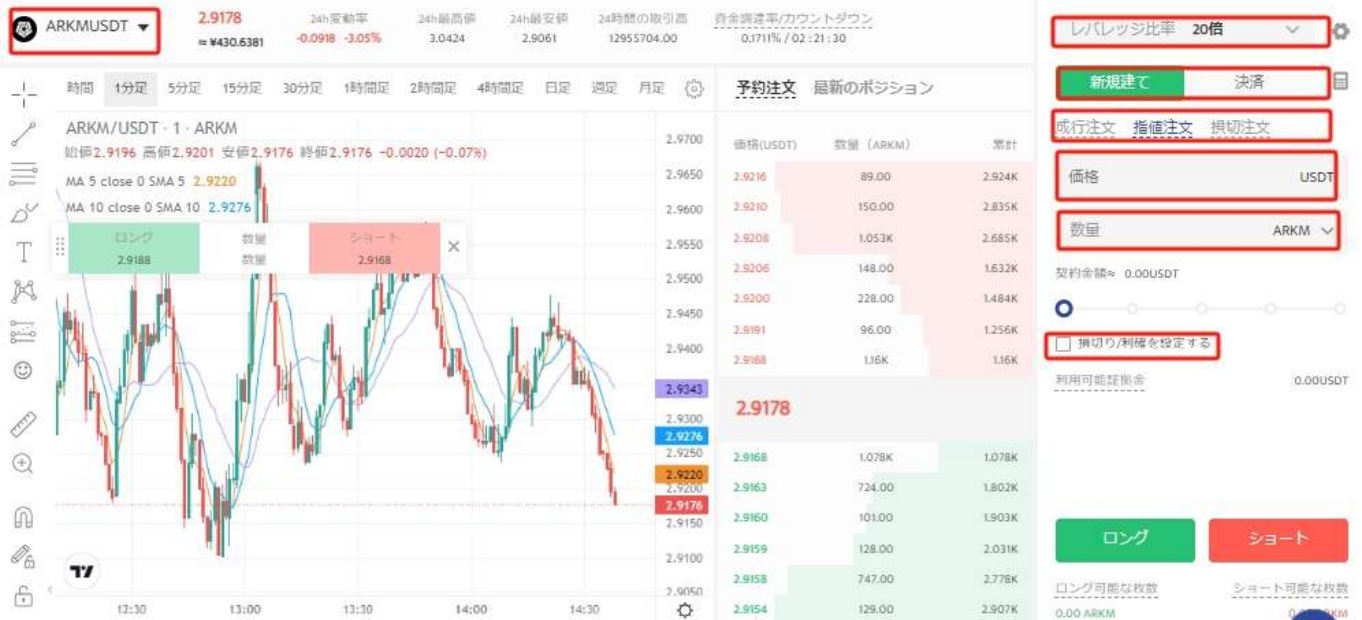 ARKMUSDT
2.9178
≈ ¥430.6381
24h変動率
-0.0918 -3.05%
24h最高値
3.0424
24h最安値
2.9061
24時間の取引高
12955704.00
資金調達率/カウントダウン
0.1711% / 02:21:30
時間 1分足 5分足 15分足 30分足 1時間足 2時間足 4時間足 日足 週足 月足
ARKM/USDT · 1 · ARKM
始値2.9196 高値2.9201 安値2.9176 終値2.9176 −0.0020 (−0.07%)
MA 5 close 0 SMA 5 2.9220
MA 10 close 0 SMA 10 2.9276
ロング 数量 ショート
2.9188 数量 2.9168
2.9700
2.9650
2.9600
2.9550
2.9500
2.9450
2.9400
2.9343
2.9300
2.9276
2.9250
2.9220
2.9200
2.9176
2.9150
2.9100
2.9050
12:30 13:00 13:30 14:00 14:30
予約注文 最新のポジション
価格(USDT) 数量 (ARKM) 累計
2.9216 89.00 2.924K
2.9210 150.00 2.835K
2.9208 1.053K 2.685K
2.9206 148.00 1.632K
2.9200 228.00 1.484K
2.9191 96.00 1.256K
2.9188 1.16K 1.16K
2.9178
2.9168 1.078K 1.078K
2.9163 724.00 1.802K
2.9160 101.00 1.903K
2.9159 128.00 2.031K
2.9158 747.00 2.778K
2.9154 129.00 2.907K
レバレッジ比率 20倍
新規建て 決済
成行注文 指値注文 損切注文
価格 USDT
数量 ARKM
契約金額≈ 0.00USDT
損切り/利確を設定する
利用可能証拠金 0.00USDT
ロング ショート
ロング可能な枚数 ショート可能な枚数
0.00 ARKM